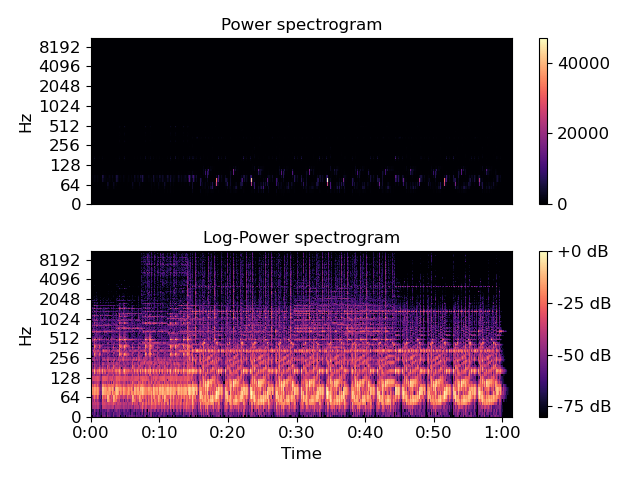 Power spectrogram
8192
4096
2048
1024
512
256
128
64
0
Hz
40000
20000
0
Log-Power spectrogram
8192
4096
2048
1024
512
256
128
64
0
Hz
+0 dB
-25 dB
-50 dB
-75 dB
0:00 0:10 0:20 0:30 0:40 0:50 1:00
Time